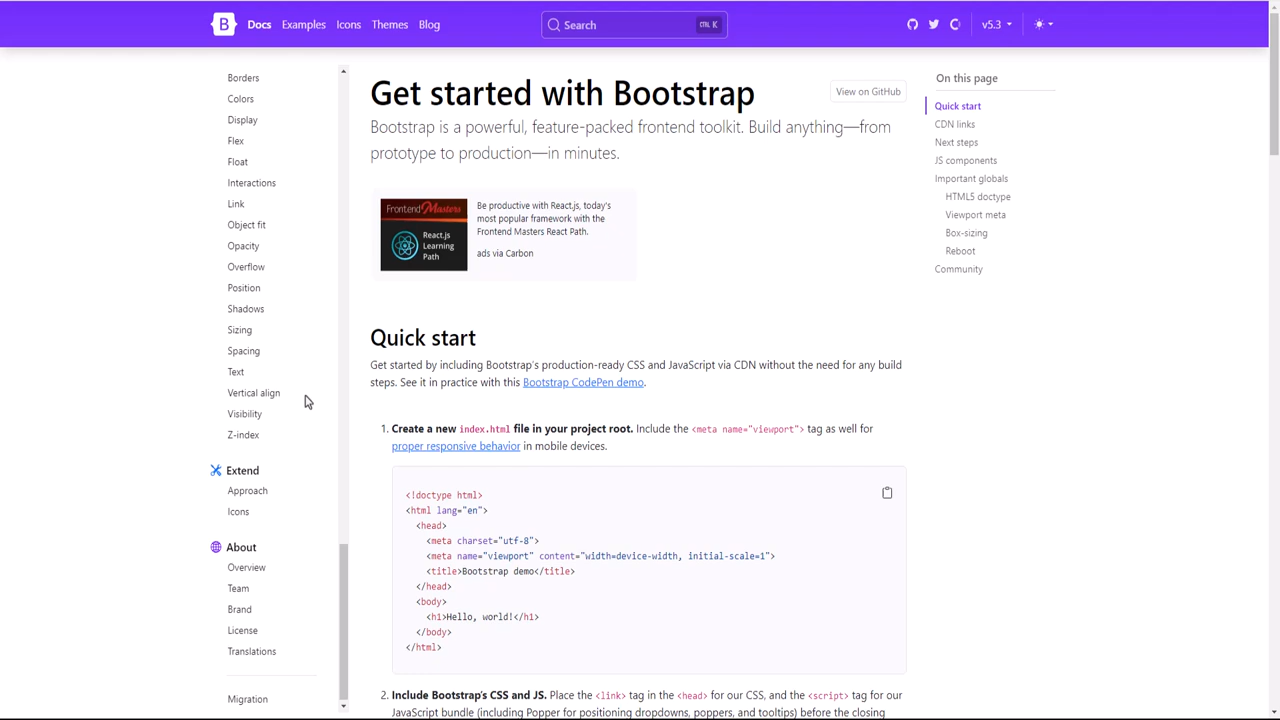 B Docs Examples Icons Themes Blog Search CTRL K v5.3
Borders
Colors
Display
Flex
Float
Interactions
Link
Object fit
Opacity
Overflow
Position
Shadows
Sizing
Spacing
Text
Vertical align
Visibility
Z-index
Extend
Approach
Icons
About
Overview
Team
Brand
License
Translations
Migration
Get started with Bootstrap
View on GitHub
Bootstrap is a powerful, feature-packed frontend toolkit. Build anything—from
prototype to production—in minutes.
Frontend Masters
React.js
Learning
Path
Be productive with React.js, today's
most popular framework with the
Frontend Masters React Path.
ads via Carbon
Quick start
Get started by including Bootstrap's production-ready CSS and JavaScript via CDN without the need for any build
steps. See it in practice with this Bootstrap CodePen demo.
1. Create a new index.html file in your project root. Include the <meta name="viewport"> tag as well for
proper responsive behavior in mobile devices.
<!doctype html>
<html lang="en">
<head>
<meta charset="utf-8">
<meta name="viewport" content="width=device-width, initial-scale=1">
<title>Bootstrap demo</title>
</head>
<body>
<h1>Hello, world!</h1>
</body>
</html>
2. Include Bootstrap's CSS and JS. Place the <link> tag in the <head> for our CSS, and the <script> tag for our
JavaScript bundle (including Popper for positioning dropdowns, poppers, and tooltips) before the closing
On this page
Quick start
CDN links
Next steps
JS components
Important globals
HTML5 doctype
Viewport meta
Box-sizing
Reboot
Community